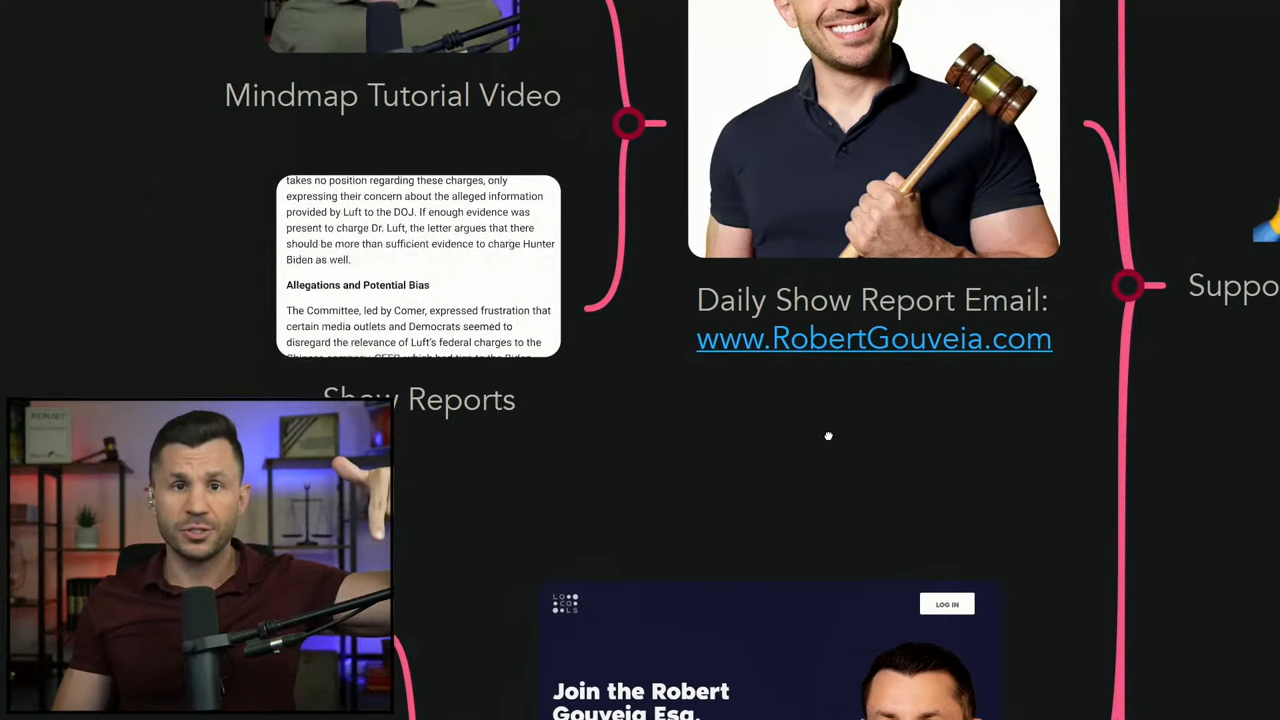 Mindmap Tutorial Video
takes no position regarding these charges, only
expressing their concern about the alleged information
provided by Luft to the DOJ. If enough evidence was
present to charge Dr. Luft, the letter argues that there
should be more than sufficient evidence to charge Hunter
Biden as well.
Allegations and Potential Bias
The Committee, led by Comer, expressed frustration that
certain media outlets and Democrats seemed to
disregard the relevance of Luft's federal charges to the
Show Reports
Daily Show Report Email:
www.RobertGouveia.com
Suppo
REPORT
LOCALS
LOG IN
Join the Robert
Gouveia Esq.